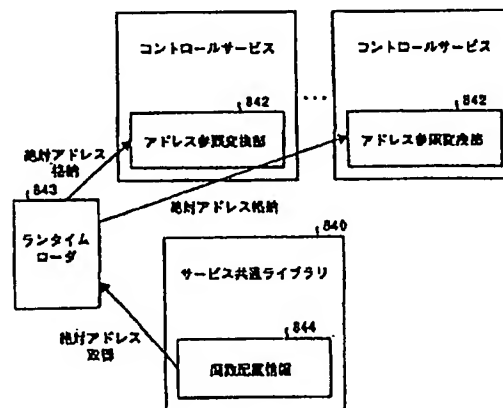 コントロールサービス
コントロールサービス
842
...
842
アドレス参照変換部
アドレス参照変換部
絶対アドレス
格納
843
絶対アドレス格納
ランタイム
ローダ
840
サービス共通ライブラリ
844
絶対アドレス
取得
関数配置情報